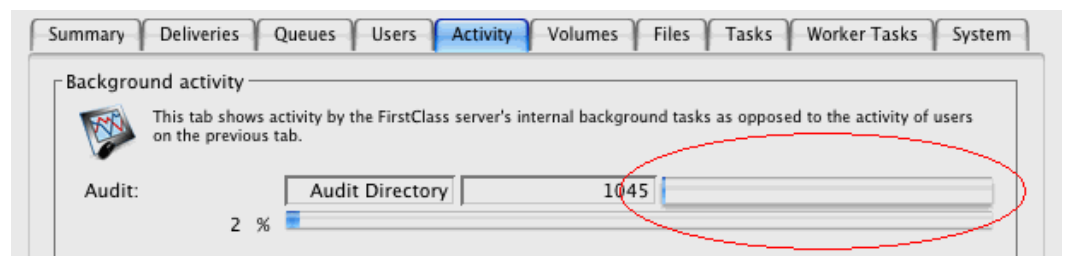 Summary Deliveries Queues Users Activity Volumes Files Tasks Worker Tasks System
Background activity
This tab shows activity by the FirstClass server's internal background tasks as opposed to the activity of users
on the previous tab.
Audit: Audit Directory 1045
2 %